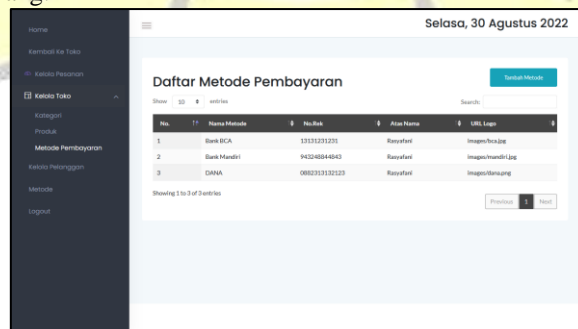 Selasa, 30 Agustus 2022
Home
Kembali Ke Toko
Kelola Pesanan
Kelola Toko
Kategori
Produk
Metode Pembayaran
Kelola Pelanggan
Metode
Logout
Daftar Metode Pembayaran
Tambah Metode
Show 10 entries
Search:
No. Nama Metode No.Rek Atas Nama URL Logo
1 Bank BCA 13131231231 Rasyafani Images/bca.jpg
2 Bank Mandiri 943248844843 Rasyafani Images/mandiri.jpg
3 DANA 0882313132123 Rasyafani Images/dana.png
Showing 1 to 3 of 3 entries
Previous 1 Next